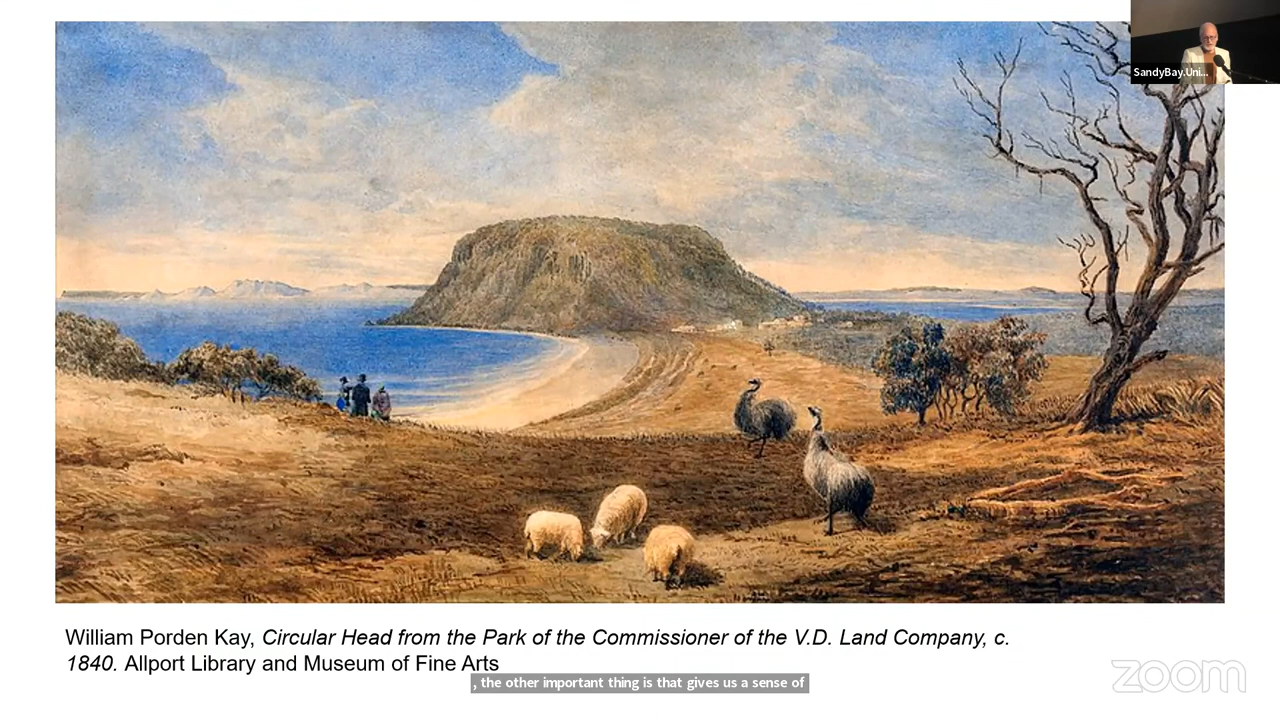 SandyBay.Uni...
William Porden Kay, Circular Head from the Park of the Commissioner of the V.D. Land Company, c.
1840. Allport Library and Museum of Fine Arts
, the other important thing is that gives us a sense of
zoom